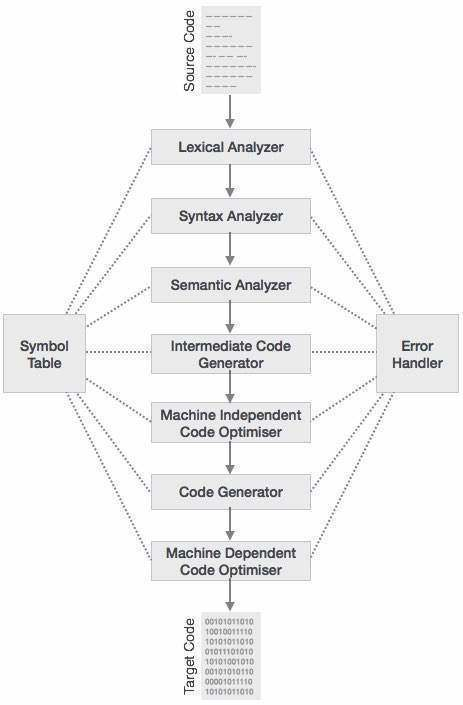 Source Code
Lexical Analyzer
Syntax Analyzer
Semantic Analyzer
Symbol
Table
Intermediate Code
Generator
Error
Handler
Machine Independent
Code Optimiser
Code Generator
Machine Dependent
Code Optimiser
Target Code
00101011010
10010011110
10101011010
01011101010
10101001010
00101010110
00001011110
10101011010